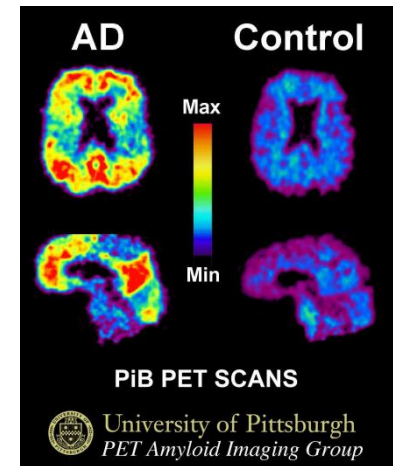 AD Control
Max
Min
PiB PET SCANS
University of Pittsburgh
PET Amyloid Imaging Group